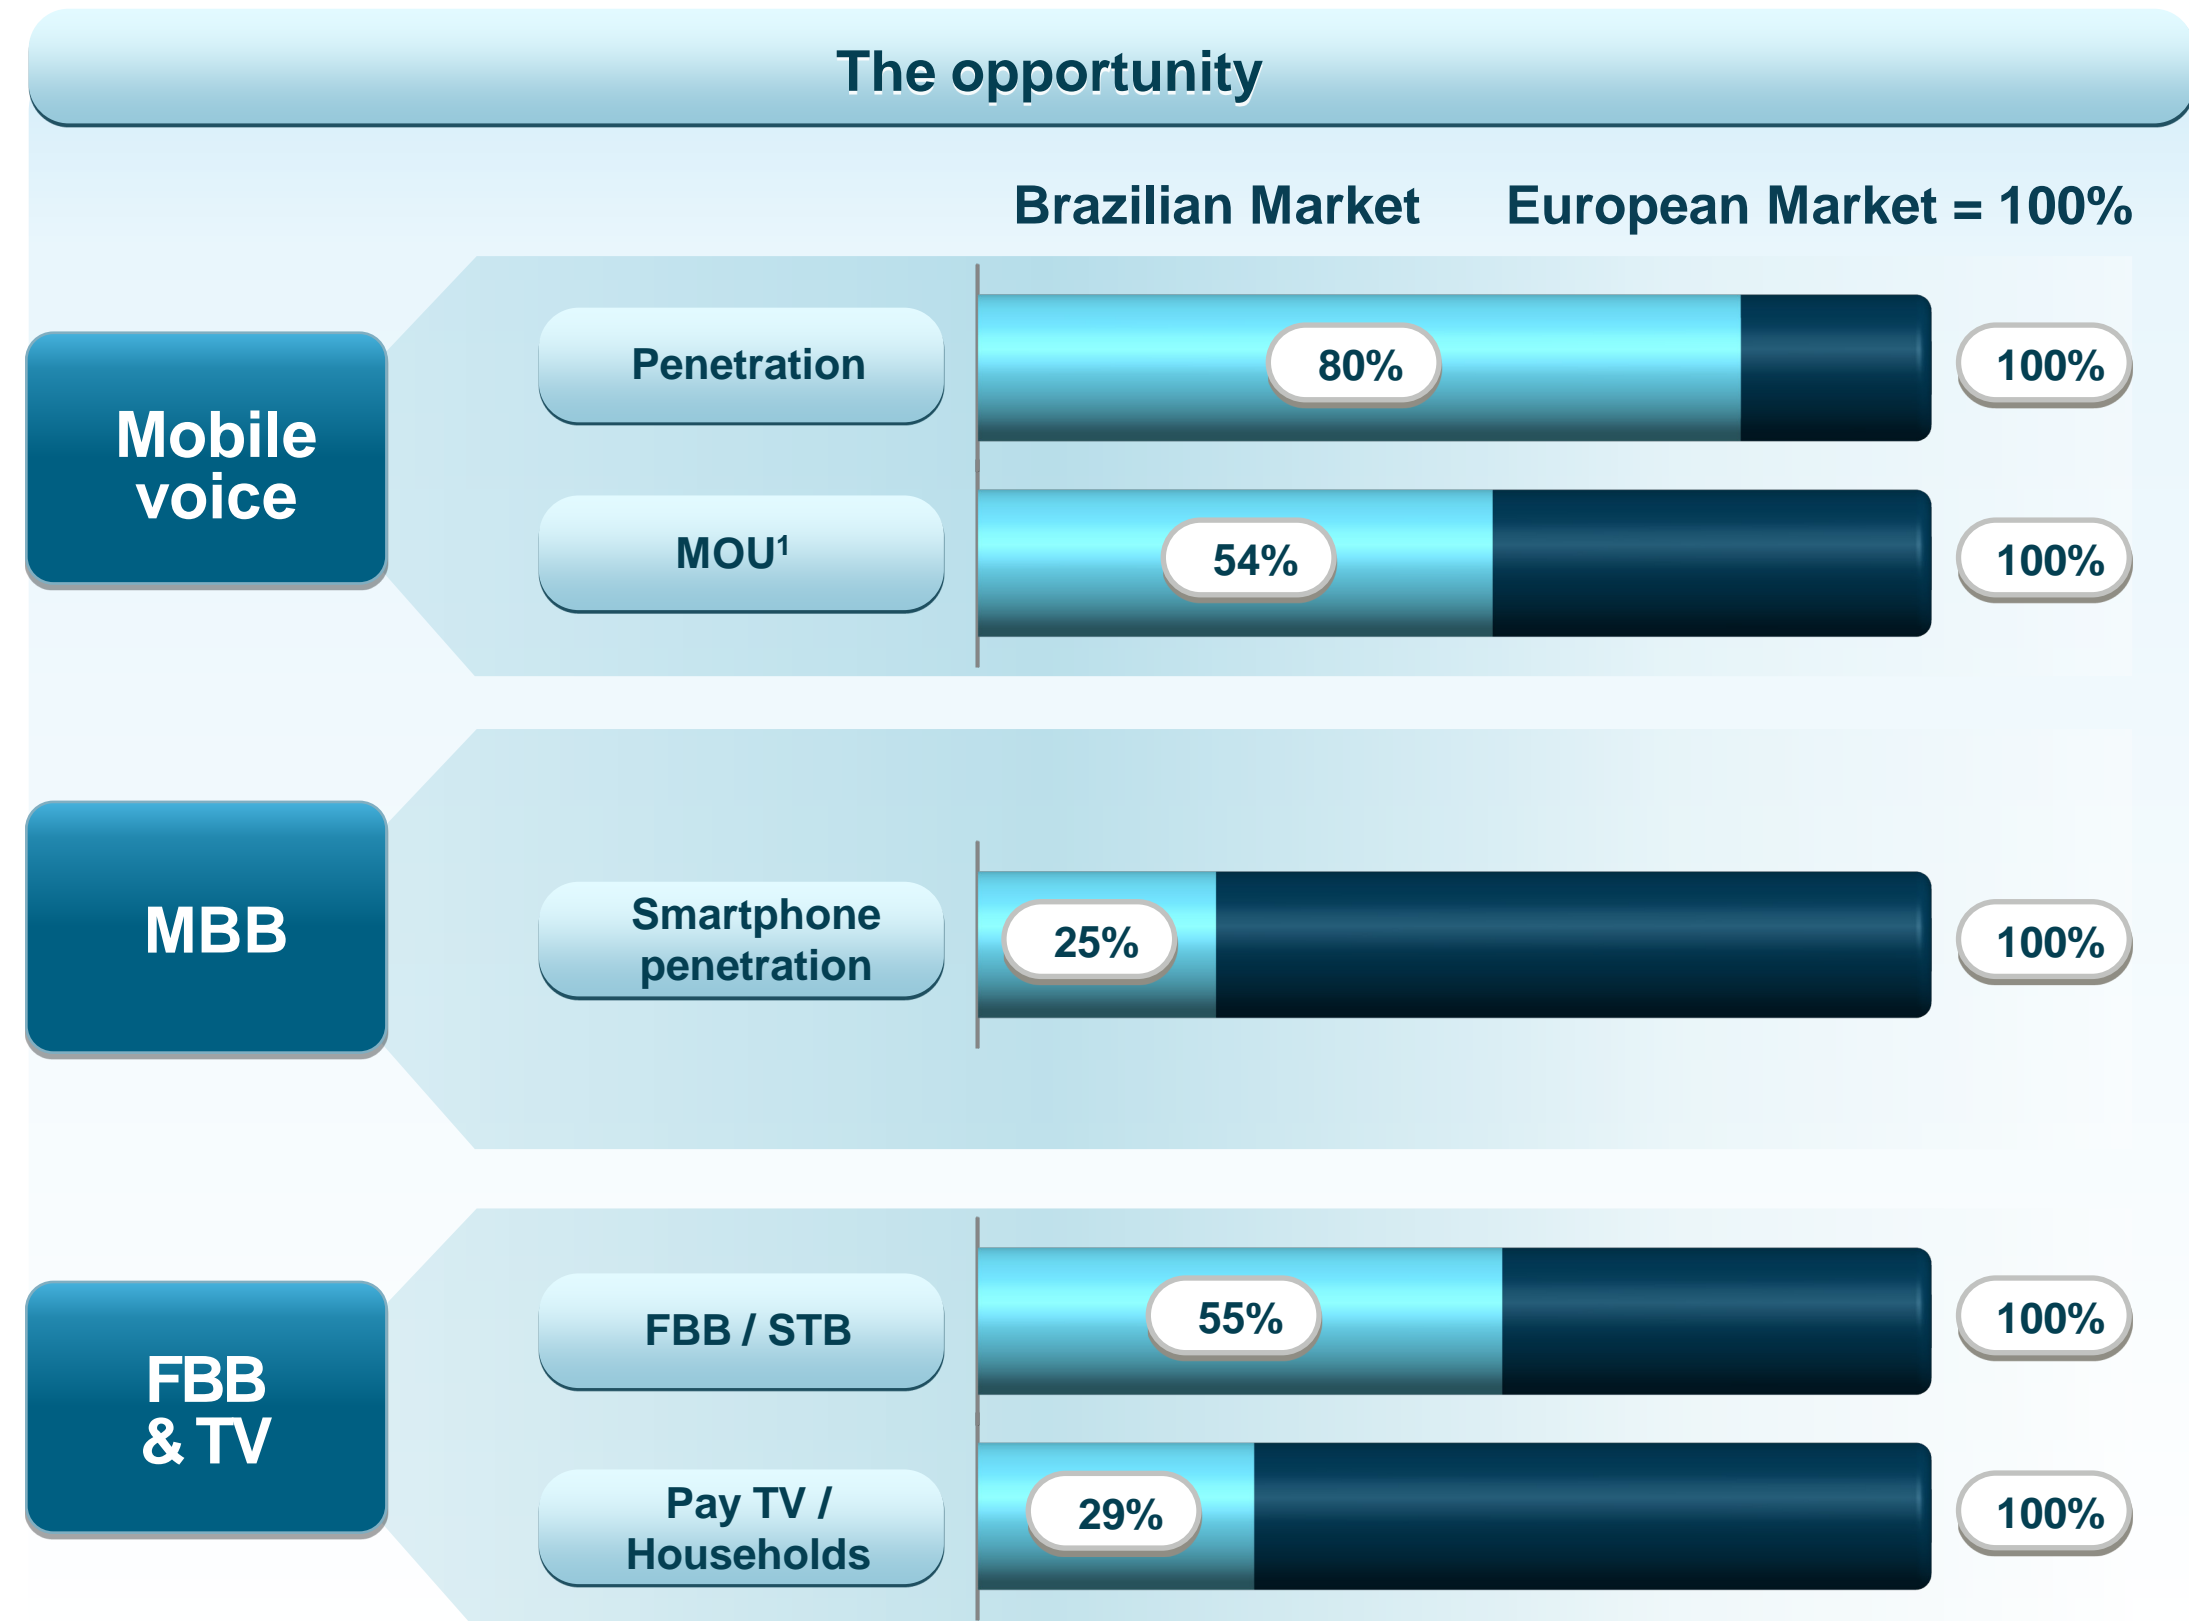 The opportunity
Brazilian Market European Market = 100%
Mobile
voice
Penetration
80%
100%
MOU¹
54%
100%
MBB
Smartphone
penetration
25%
100%
FBB
& TV
FBB / STB
55%
100%
Pay TV /
Households
29%
100%